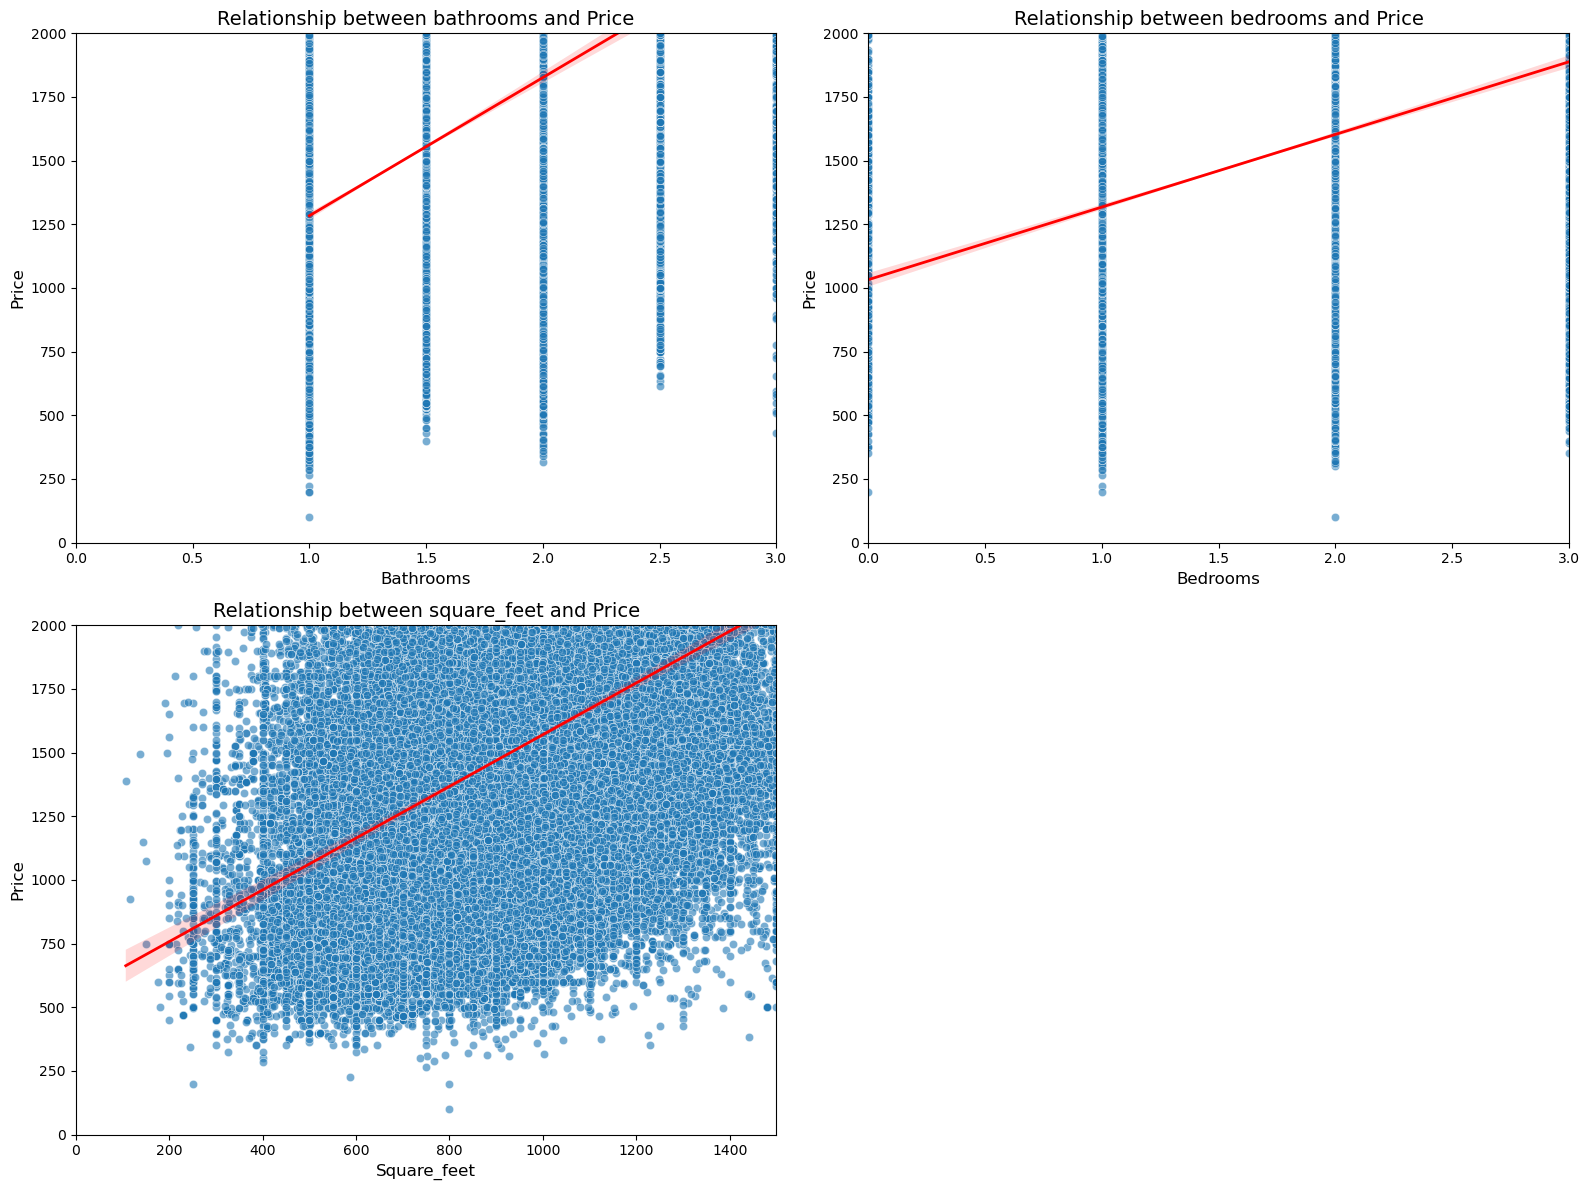 Relationship between bathrooms and Price
2000
1750
1500
1250
1000
750
500
250
0
Price
0.0 0.5 1.0 1.5 2.0 2.5 3.0
Bathrooms
Relationship between bedrooms and Price
2000
1750
1500
1250
1000
750
500
250
0
Price
0.0 0.5 1.0 1.5 2.0 2.5 3.0
Bedrooms
Relationship between square_feet and Price
2000
1750
1500
1250
1000
750
500
250
0
Price
0 200 400 600 800 1000 1200 1400
Square_feet